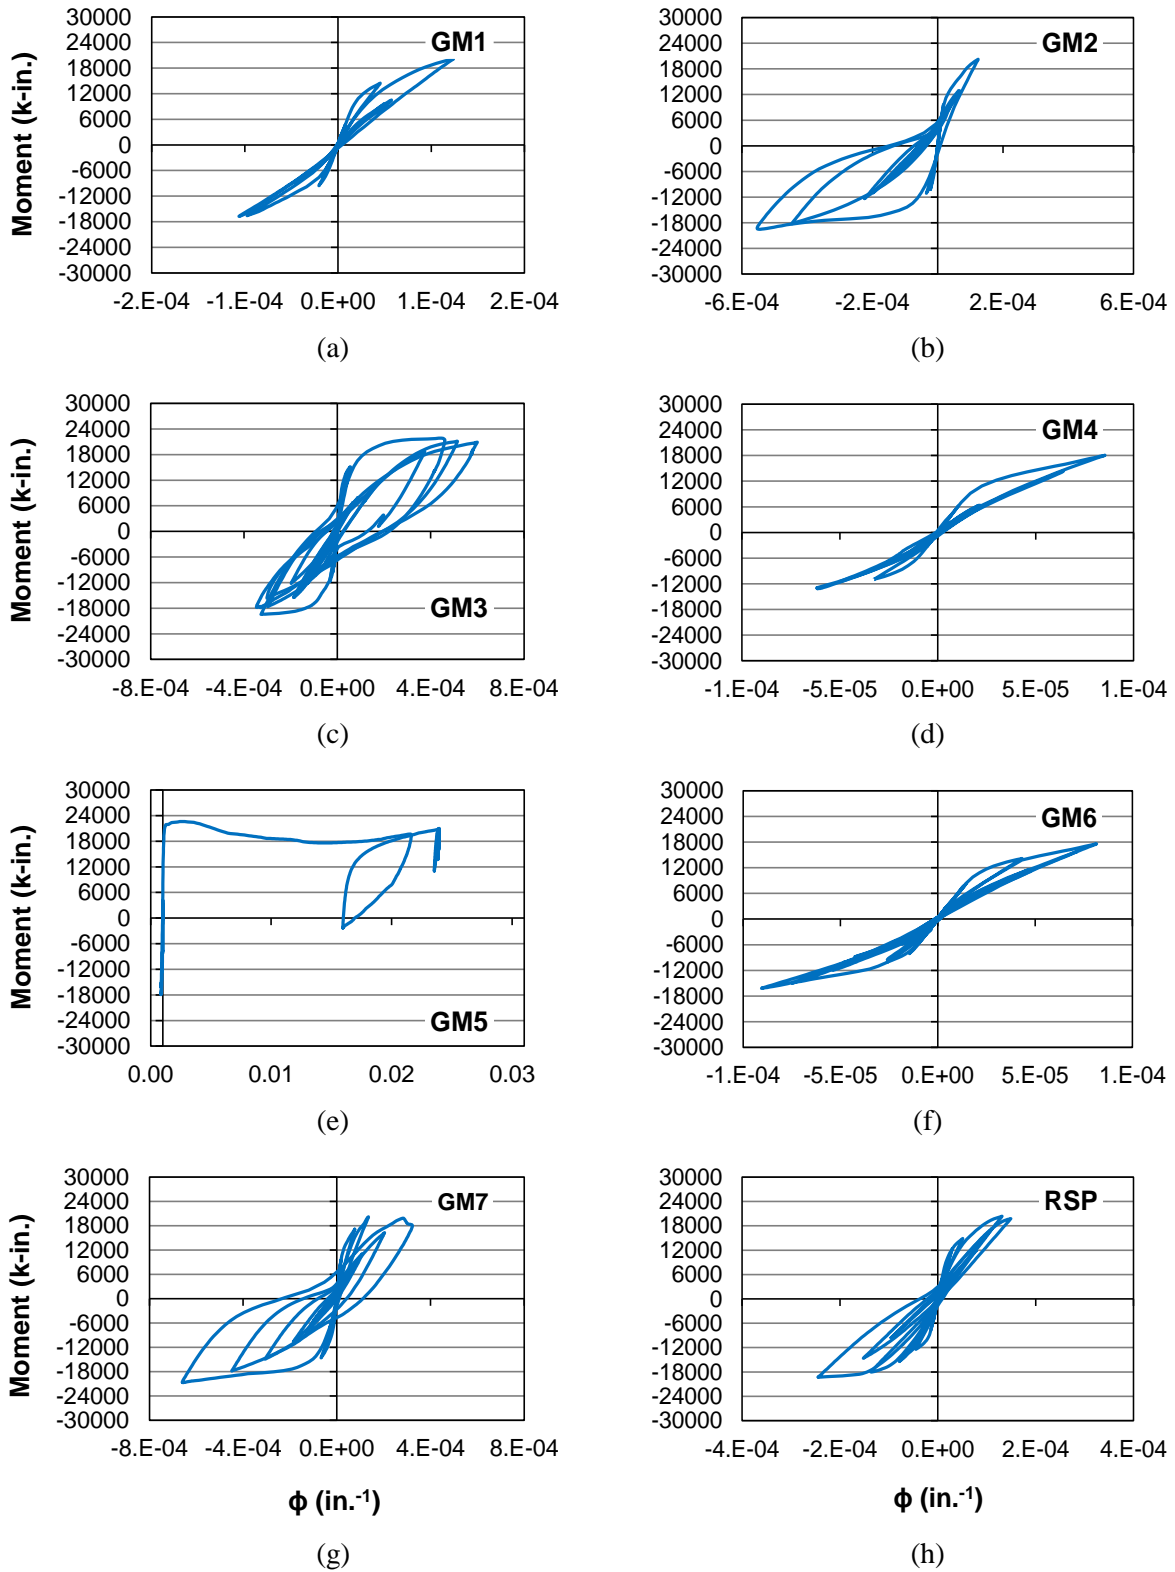 30000
24000
18000
12000
6000
0
-6000
-12000
-18000
-24000
-30000
Moment (k-in.)
GM1
-2.E-04 -1.E-04 0.E+00 1.E-04 2.E-04
(a)
30000
24000
18000
12000
6000
0
-6000
-12000
-18000
-24000
-30000
GM2
-6.E-04 -2.E-04 2.E-04 6.E-04
(b)
30000
24000
18000
12000
6000
0
-6000
-12000
-18000
-24000
-30000
Moment (k-in.)
GM3
-8.E-04 -4.E-04 0.E+00 4.E-04 8.E-04
(c)
30000
24000
18000
12000
6000
0
-6000
-12000
-18000
-24000
-30000
GM4
-1.E-04 -5.E-05 0.E+00 5.E-05 1.E-04
(d)
30000
24000
18000
12000
6000
0
-6000
-12000
-18000
-24000
-30000
Moment (k-in.)
GM5
0.00 0.01 0.02 0.03
(e)
30000
24000
18000
12000
6000
0
-6000
-12000
-18000
-24000
-30000
GM6
-1.E-04 -5.E-05 0.E+00 5.E-05 1.E-04
(f)
30000
24000
18000
12000
6000
0
-6000
-12000
-18000
-24000
-30000
Moment (k-in.)
GM7
-8.E-04 -4.E-04 0.E+00 4.E-04 8.E-04
ϕ (in.⁻¹)
(g)
30000
24000
18000
12000
6000
0
-6000
-12000
-18000
-24000
-30000
RSP
-4.E-04 -2.E-04 0.E+00 2.E-04 4.E-04
ϕ (in.⁻¹)
(h)